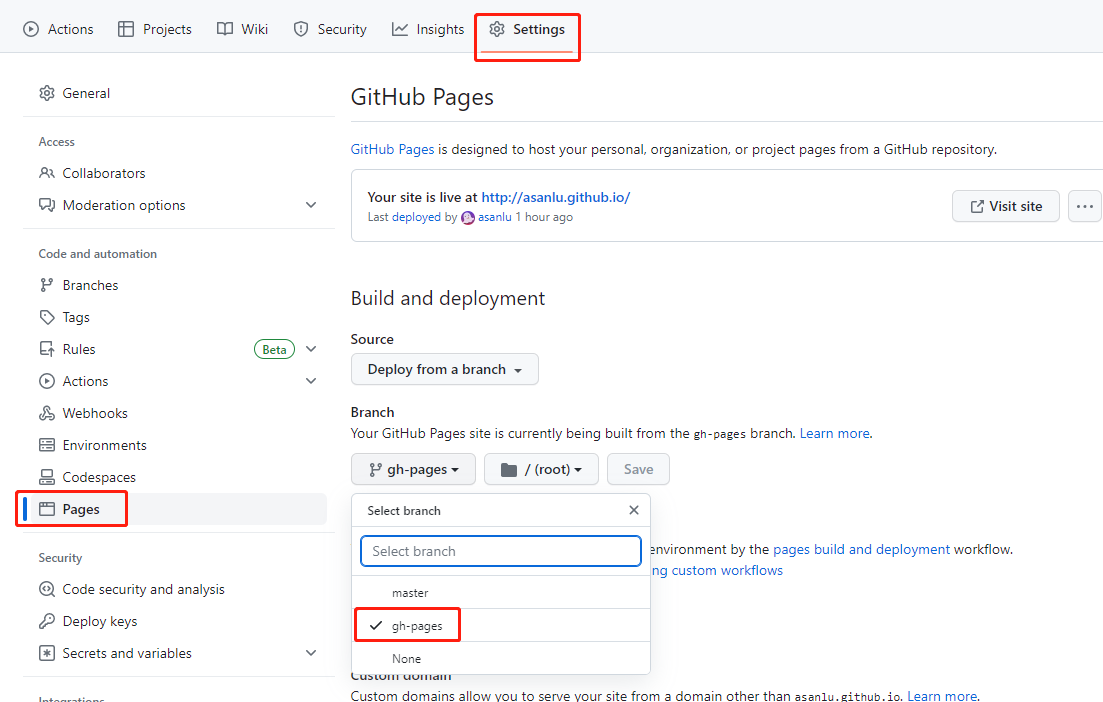 Actions Projects Wiki Security Insights Settings
General
Access
Collaborators
Moderation options
Code and automation
Branches
Tags
Rules Beta
Actions
Webhooks
Environments
Codespaces
Pages
Security
Code security and analysis
Deploy keys
Secrets and variables
Integrations
GitHub Pages
GitHub Pages is designed to host your personal, organization, or project pages from a GitHub repository.
Your site is live at http://asanlu.github.io/
Last deployed by asanlu 1 hour ago
Visit site
Build and deployment
Source
Deploy from a branch
Branch
Your GitHub Pages site is currently being built from the gh-pages branch. Learn more.
gh-pages / (root) Save
Select branch
Select branch
master
gh-pages
None
environment by the pages build and deployment workflow.
ng custom workflows
Custom domain
Custom domains allow you to serve your site from a domain other than asanlu.github.io. Learn more.